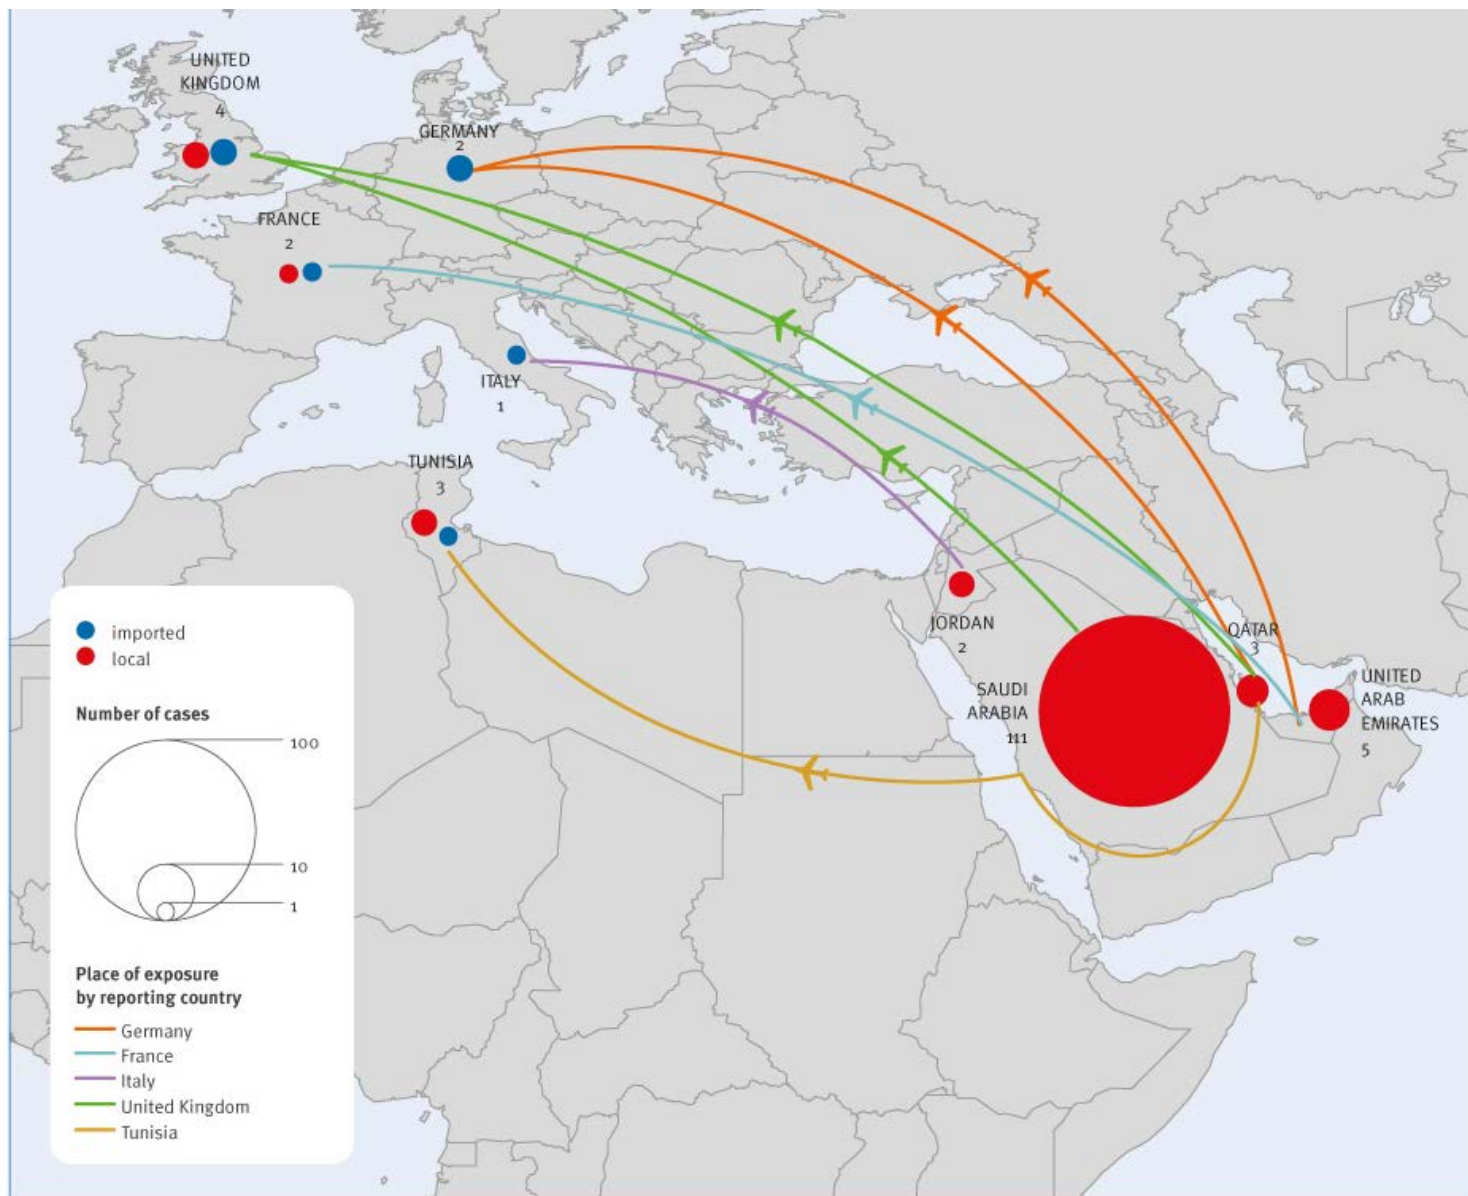 UNITED
KINGDOM
4
GERMANY
2
FRANCE
2
ITALY
1
TUNISIA
3
JORDAN
2
QATAR
3
SAUDI
ARABIA
111
UNITED
ARAB
EMIRATES
5
imported
local
Number of cases
100
10
1
Place of exposure
by reporting country
Germany
France
Italy
United Kingdom
Tunisia